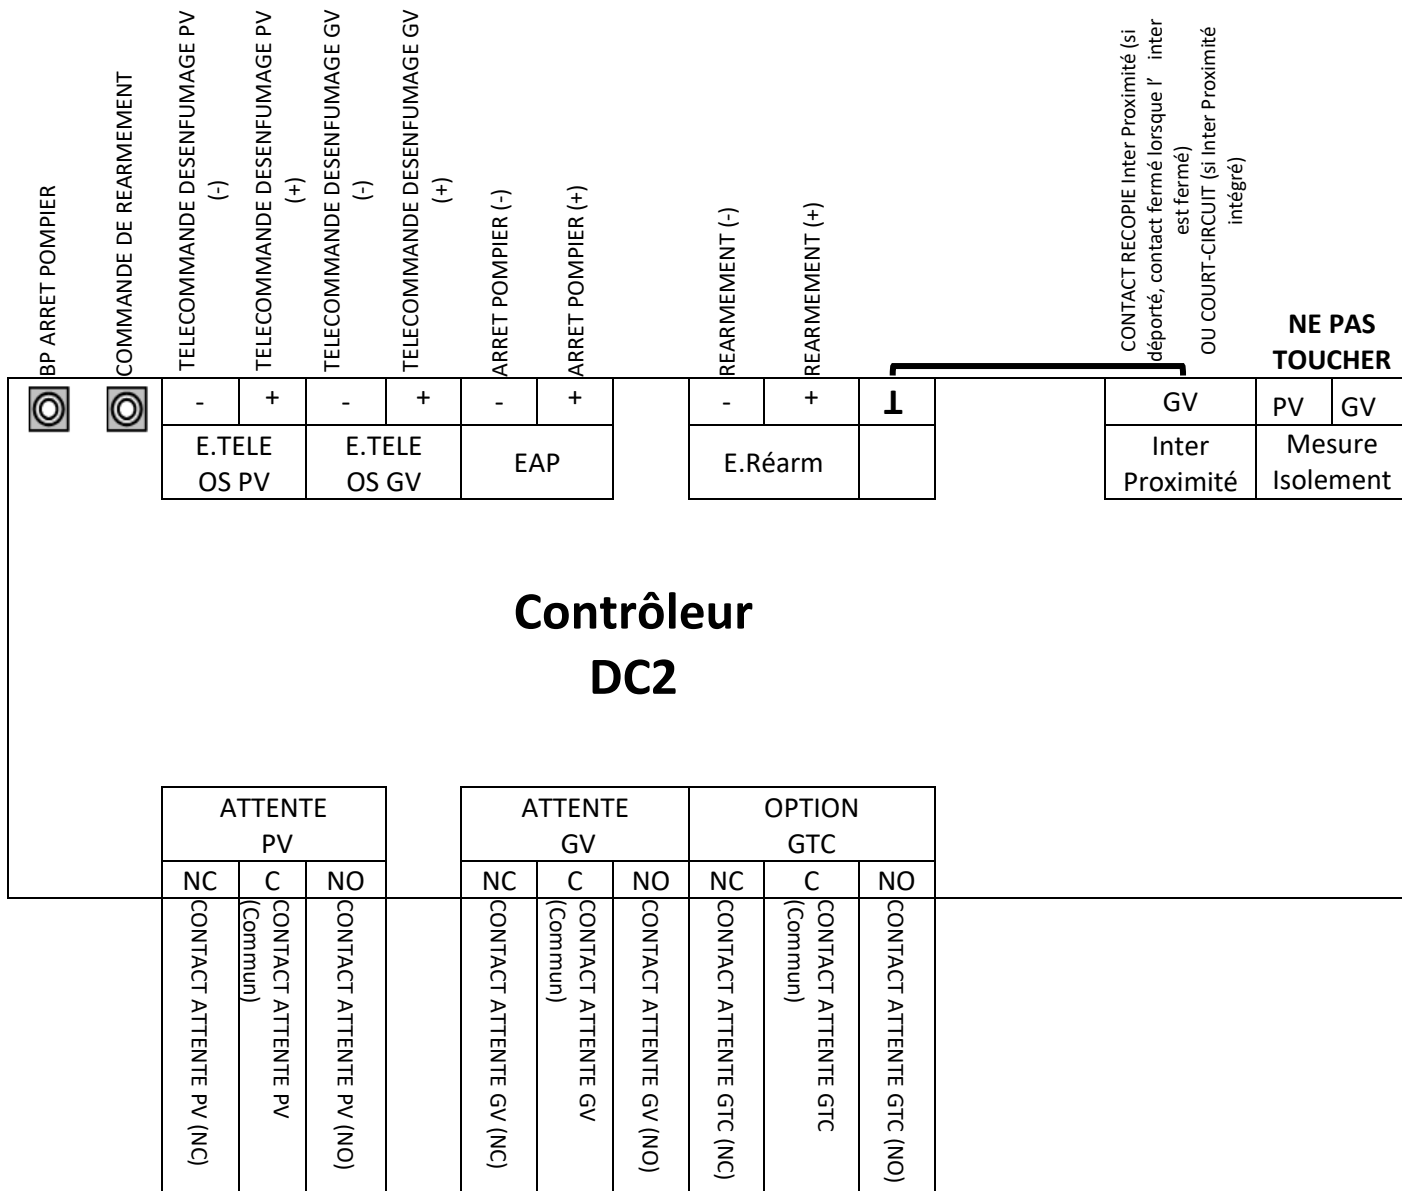 BP ARRET POMPIER
COMMANDE DE REARMEMENT
TELECOMMANDE DESENFUMAGE PV
(-)
TELECOMMANDE DESENFUMAGE PV
(+)
TELECOMMANDE DESENFUMAGE GV
(-)
TELECOMMANDE DESENFUMAGE GV
(+)
ARRET POMPIER (-)
ARRET POMPIER (+)
REARMEMENT (-)
REARMEMENT (+)
CONTACT RECOPIE Inter Proximité (si
déporté, contact fermé lorsque l’ inter
est fermé)
OU COURT-CIRCUIT (si Inter Proximité
intégré)
NE PAS
TOUCHER
- + - + - + - + GV PV GV
E.TELE
OS PV
E.TELE
OS GV
EAP
E.Réarm
Inter
Proximité
Mesure
Isolement
Contrôleur
DC2
ATTENTE
PV
ATTENTE
GV
OPTION
GTC
NC C NO NC C NO NC C NO
CONTACT ATTENTE PV (NC)
CONTACT ATTENTE PV
(Commun)
CONTACT ATTENTE PV (NO)
CONTACT ATTENTE GV (NC)
CONTACT ATTENTE GV
(Commun)
CONTACT ATTENTE GV (NO)
CONTACT ATTENTE GTC (NC)
CONTACT ATTENTE GTC
(Commun)
CONTACT ATTENTE GTC (NO)